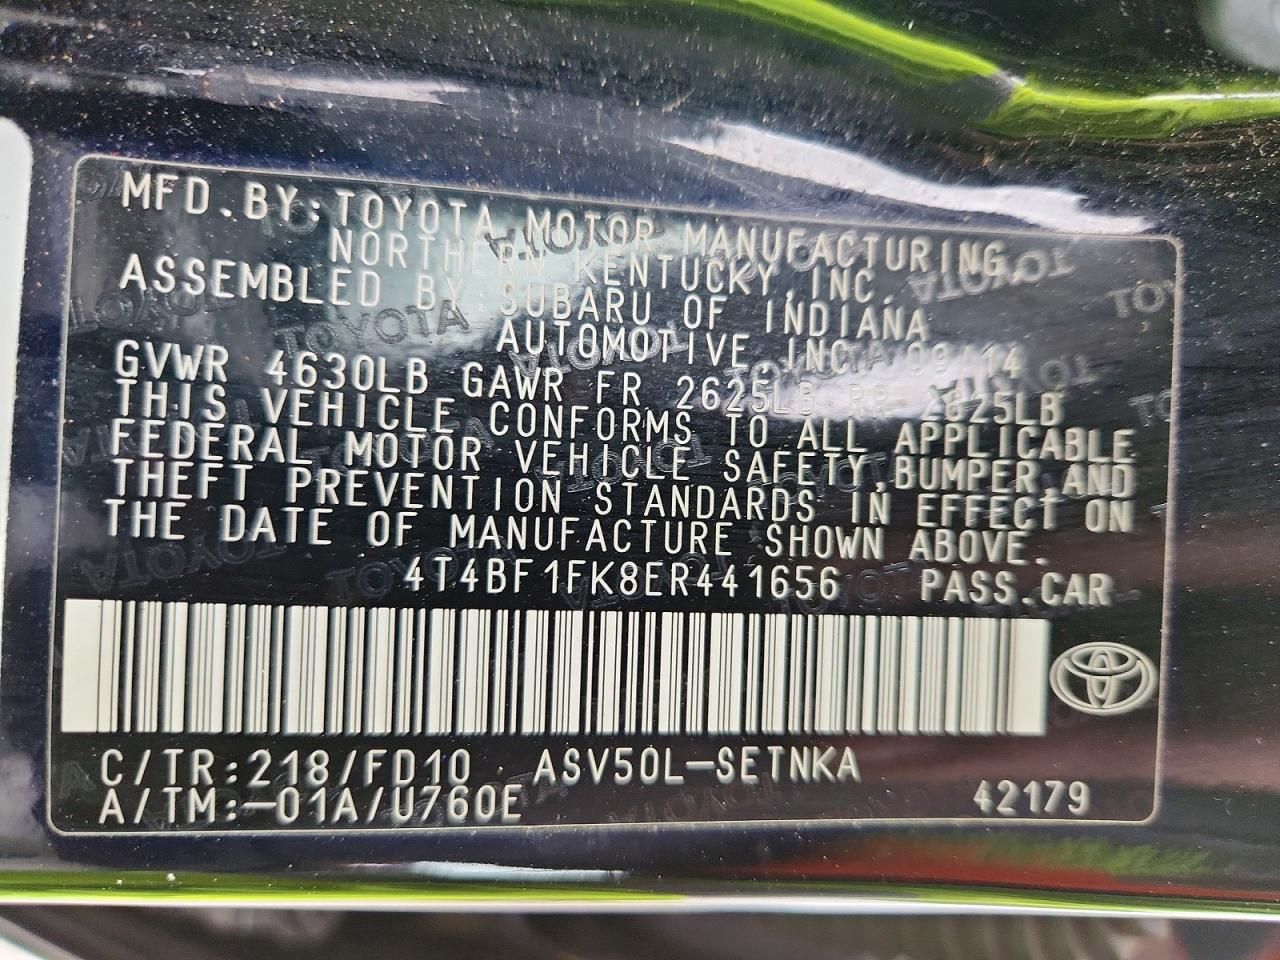 MFD.BY:TOYOTA MOTOR MANUFACTURING,
NORTHERN KENTUCKY,INC.
ASSEMBLED BY SUBARU OF INDIANA
AUTOMOTIVE,INC. 09/14
GVWR 4630LB GAWR FR 2625LB RR 2625LB
THIS VEHICLE CONFORMS TO ALL APPLICABLE
FEDERAL MOTOR VEHICLE SAFETY,BUMPER,AND
THEFT PREVENTION STANDARDS IN EFFECT ON
THE DATE OF MANUFACTURE SHOWN ABOVE.
4T4BF1FK8ER441656 PASS.CAR
C/TR:218/FD10 ASV50L-SETNKA
A/TM:-01A/U760E 42179